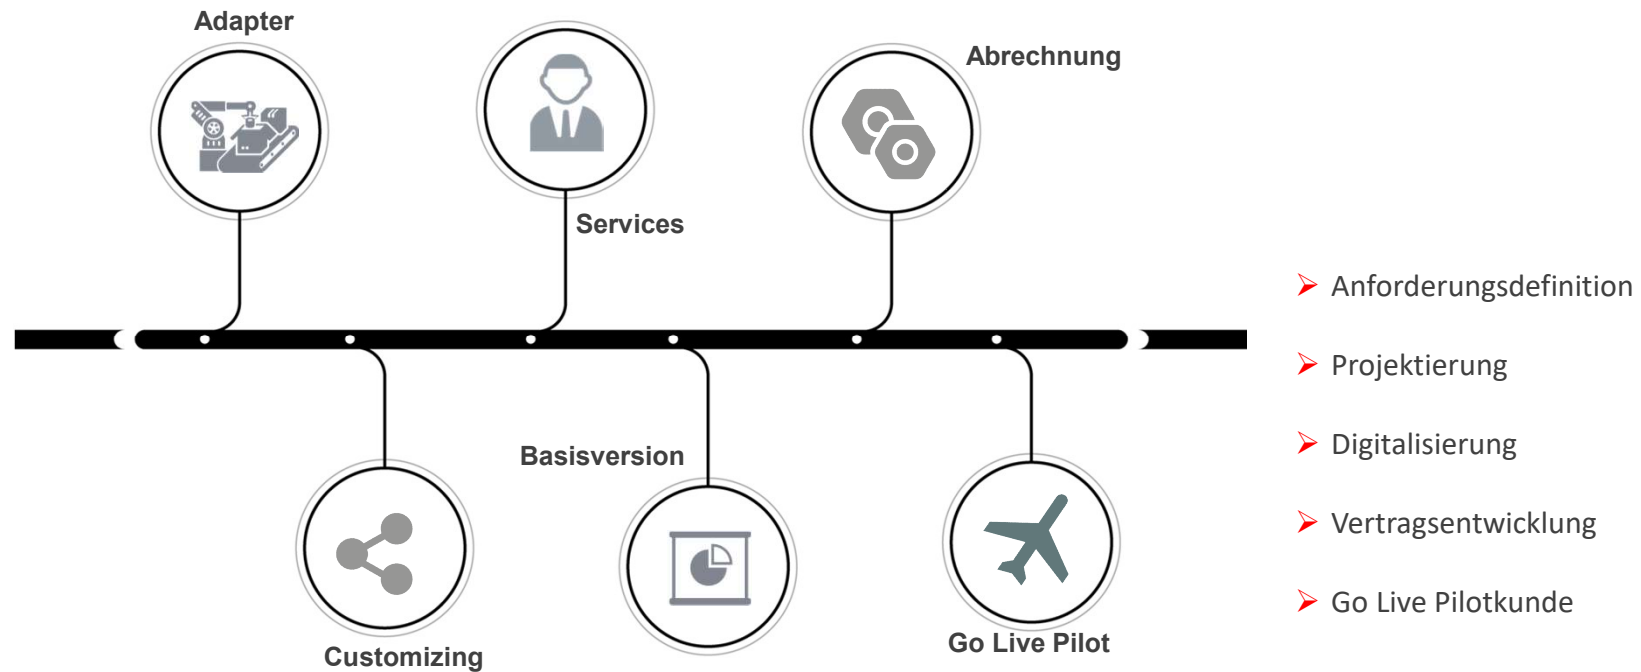 Adapter
Services
Abrechnung
Customizing
Basisversion
Go Live Pilot
Anforderungsdefinition
Projektierung
Digitalisierung
Vertragsentwicklung
Go Live Pilotkunde